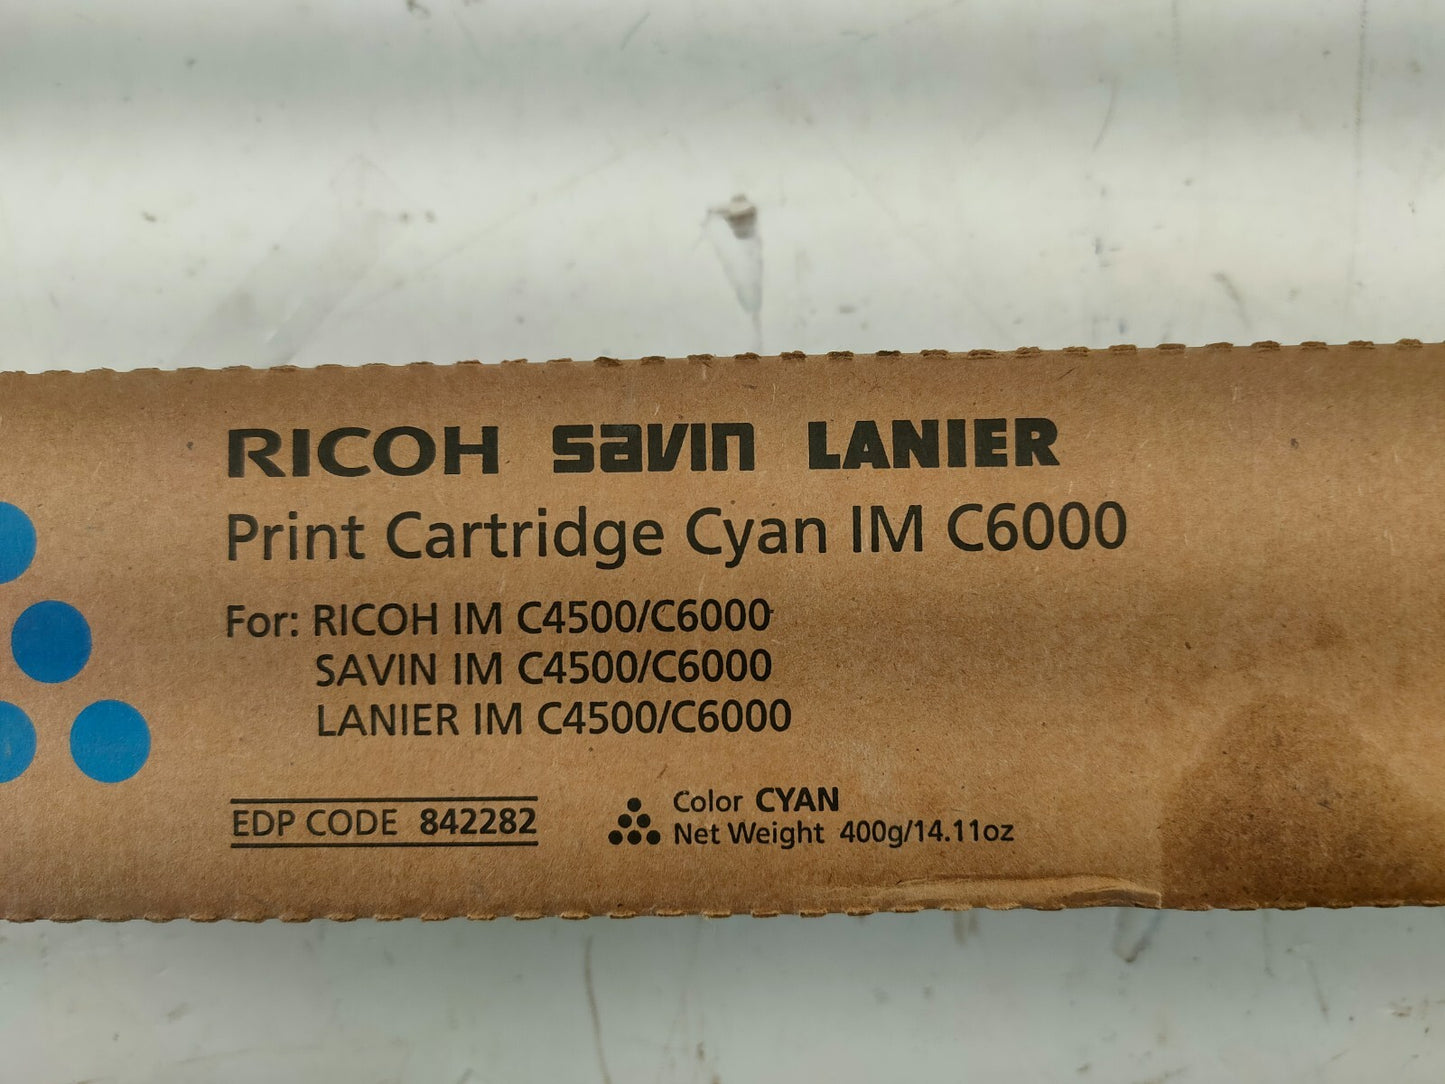 RICOH savin LANIER
Print Cartridge Cyan IM C6000
For: RICOH IM C4500/C6000
SAVIN IM C4500/C6000
LANIER IM C4500/C6000
EDP CODE 842282
Color CYAN
Net Weight 400g/14.11oz